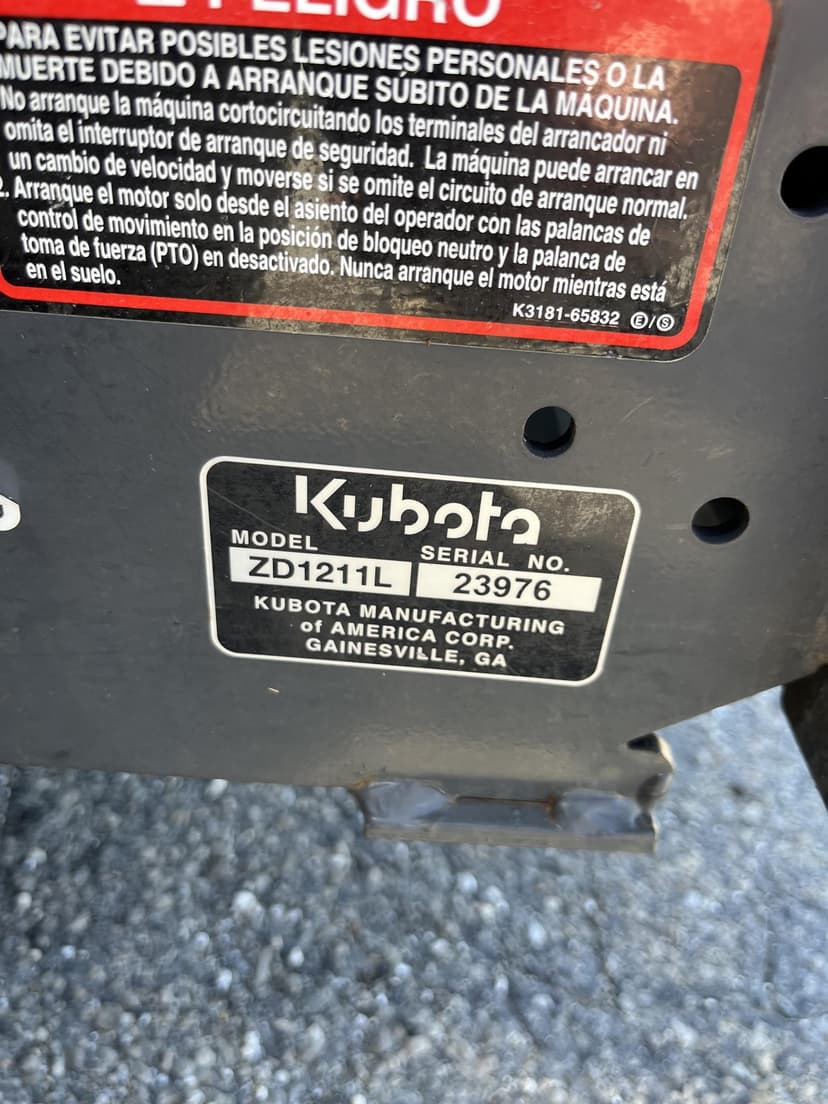 PELIGRO
PARA EVITAR POSIBLES LESIONES PERSONALES O LA
MUERTE DEBIDO A ARRANQUE SÚBITO DE LA MÁQUINA.
No arranque la máquina cortocircuitando los terminales del arrancador ni
omita el interruptor de arranque de seguridad. La máquina puede arrancar en
un cambio de velocidad y moverse si se omite el circuito de arranque normal.
2. Arranque el motor solo desde el asiento del operador con las palancas de
control de movimiento en la posición de bloqueo neutro y la palanca de
toma de fuerza (PTO) en desactivado. Nunca arranque el motor mientras está
en el suelo.
K3181-65832 Ⓔ/Ⓢ
Kubota
MODEL SERIAL NO.
ZD1211L 23976
KUBOTA MANUFACTURING
of AMERICA CORP.
GAINESVILLE, GA